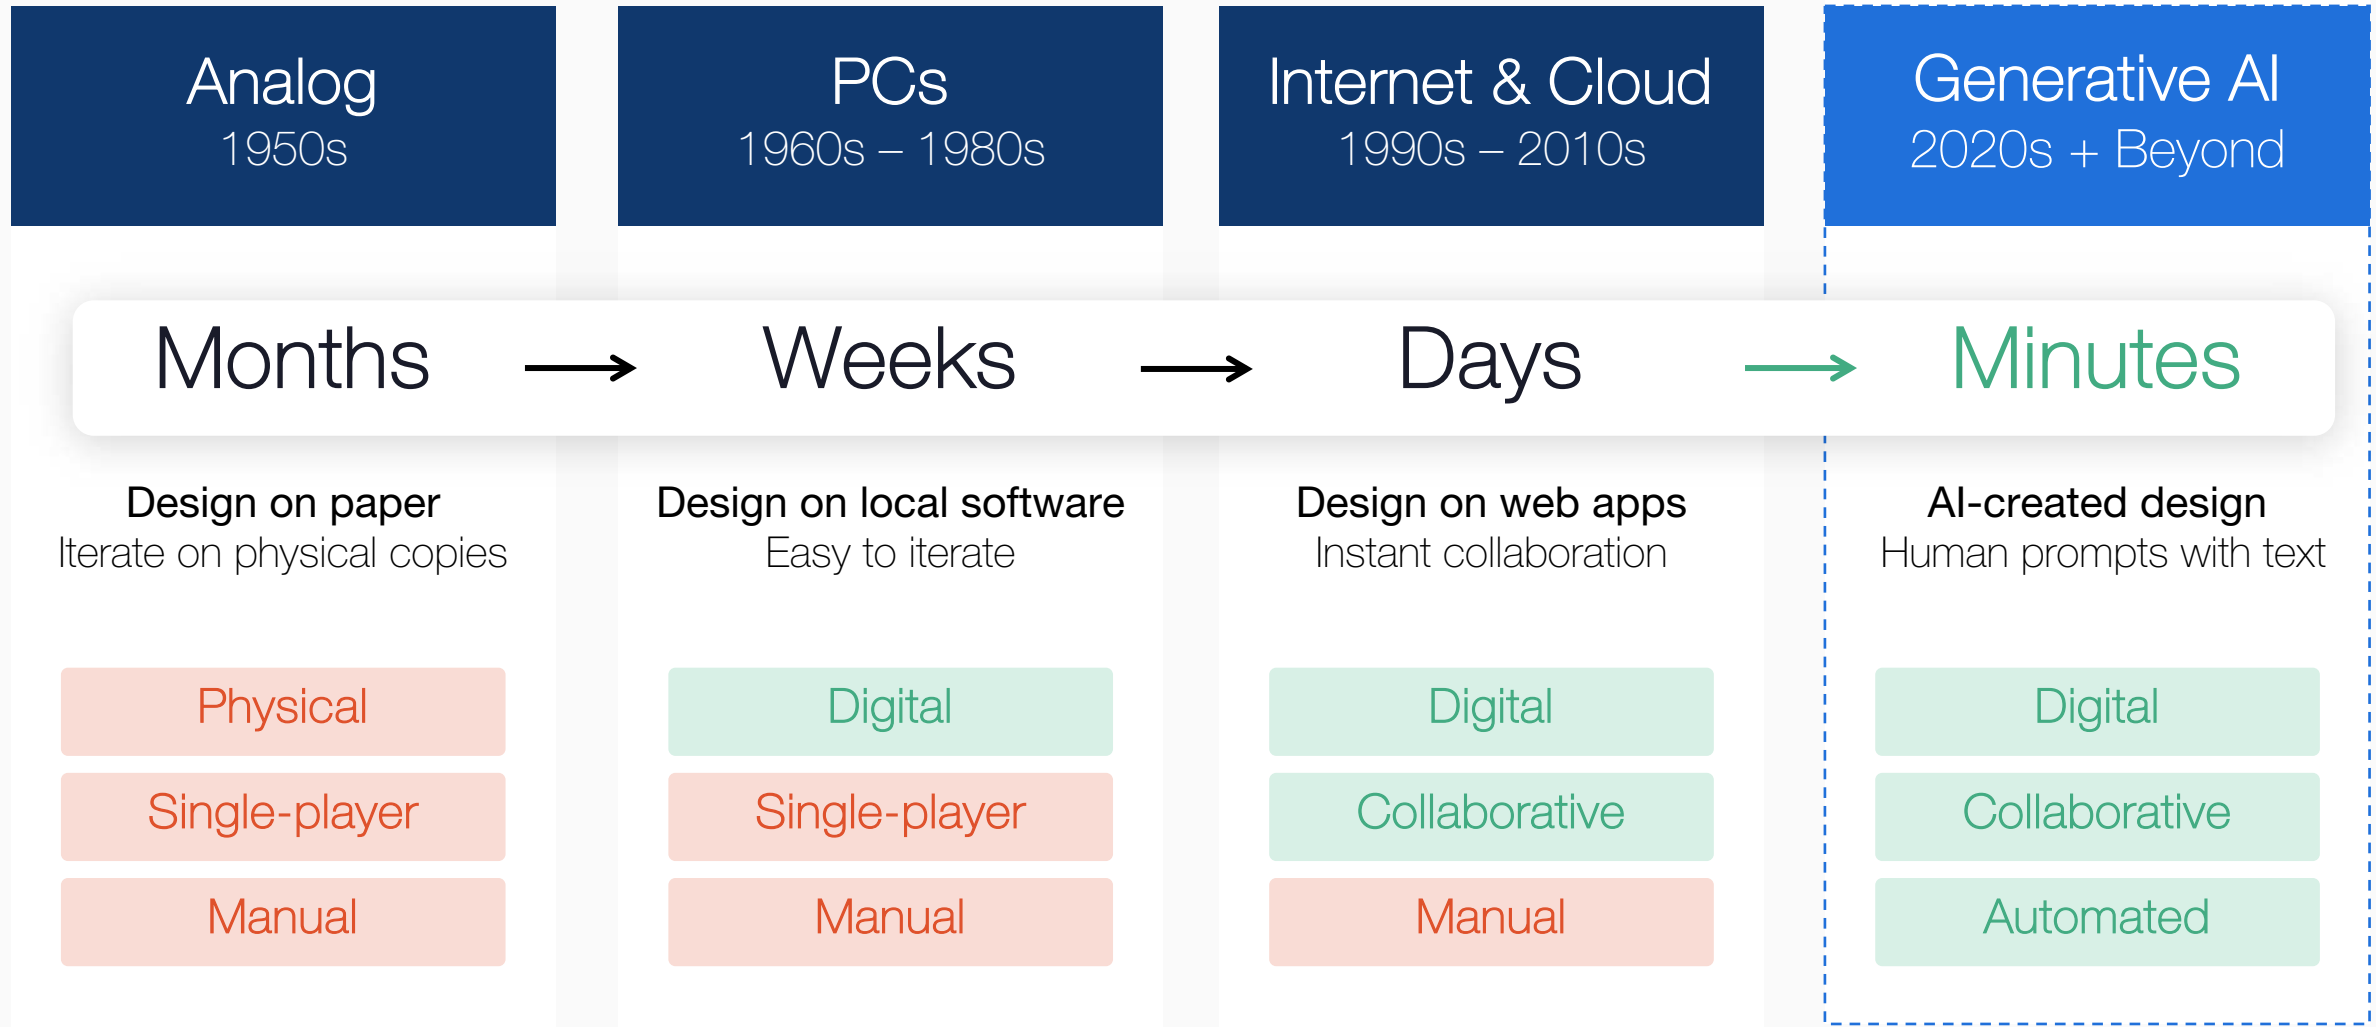 Analog
1950s
PCs
1960s – 1980s
Internet & Cloud
1990s – 2010s
Generative AI
2020s + Beyond
Months
Weeks
Days
Minutes
Design on paper
Iterate on physical copies
Design on local software
Easy to iterate
Design on web apps
Instant collaboration
AI-created design
Human prompts with text
Physical
Single-player
Manual
Digital
Single-player
Manual
Digital
Collaborative
Manual
Digital
Collaborative
Automated